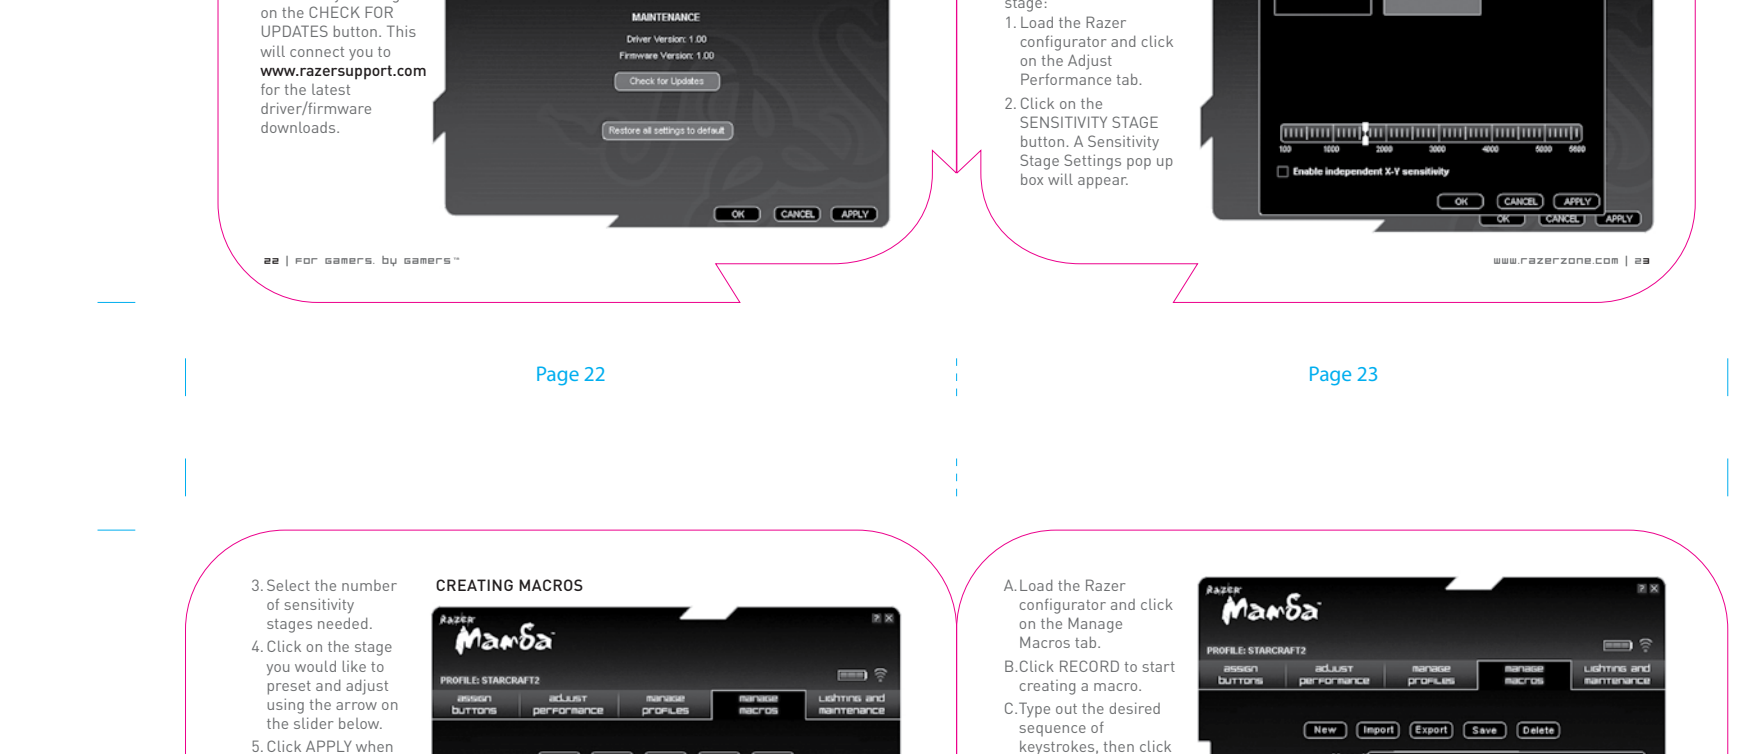 on the CHECK FOR
UPDATES button. This
will connect you to
www.razersupport.com
for the latest
driver/firmware
downloads.
MAINTENANCE
Driver Version: 1.00
Firmware Version: 1.00
Check for Updates
Restore all settings to default
OK CANCEL APPLY
22 | For Gamers. by Gamers™
stage:
1. Load the Razer
configurator and click
on the Adjust
Performance tab.
2. Click on the
SENSITIVITY STAGE
button. A Sensitivity
Stage Settings pop up
box will appear.
100 1000 2000 3000 4000 5000 5600
Enable independent X-Y sensitivity
OK CANCEL APPLY
OK CANCEL APPLY
www.razerzone.com | 23
Page 22
Page 23
3. Select the number
of sensitivity
stages needed.
4. Click on the stage
you would like to
preset and adjust
using the arrow on
the slider below.
5. Click APPLY when
CREATING MACROS
RAZER
Mamba™
? X
PROFILE: STARCRAFT2
assign buttons
adjust performance
manage profiles
manage macros
Lighting and maintenance
A. Load the Razer
configurator and click
on the Manage
Macros tab.
B. Click RECORD to start
creating a macro.
C. Type out the desired
sequence of
keystrokes, then click
RAZER
Mamba™
? X
PROFILE: STARCRAFT2
assign buttons
adjust performance
manage profiles
manage macros
Lighting and maintenance
New Import Export Save Delete